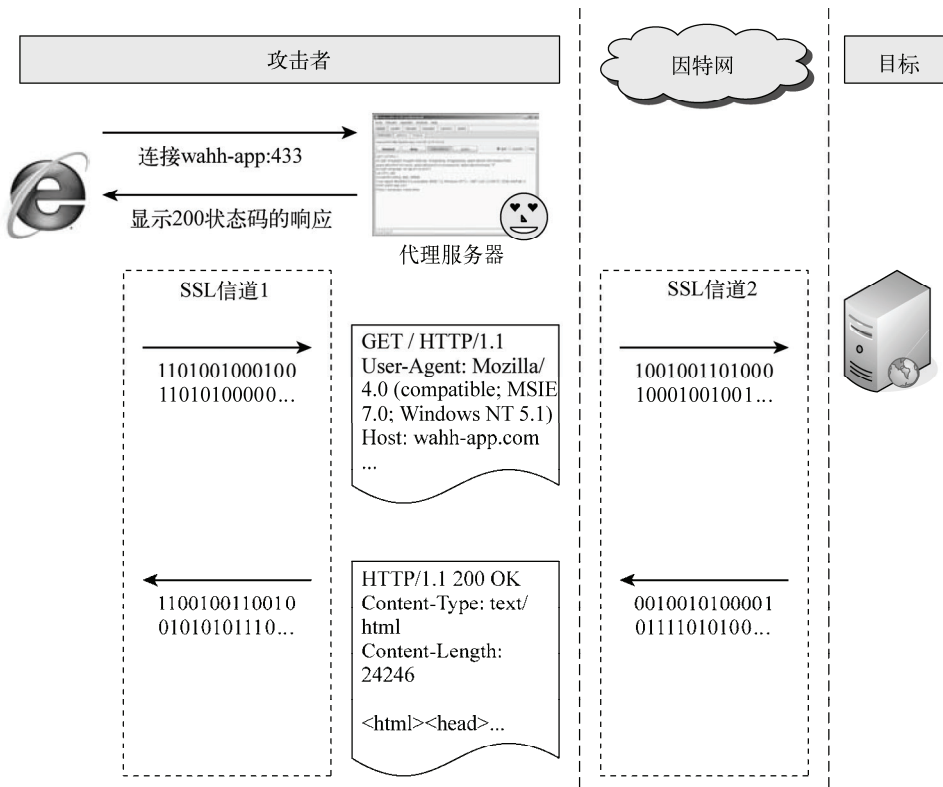 攻击者
因特网
目标
连接wahh-app:433
显示200状态码的响应
代理服务器
SSL信道1
SSL信道2
1101001000100
11010100000...
GET / HTTP/1.1
User-Agent: Mozilla/
4.0 (compatible; MSIE
7.0; Windows NT 5.1)
Host: wahh-app.com
...
1001001101000
10001001001...
1100100110010
01010101110...
HTTP/1.1 200 OK
Content-Type: text/
html
Content-Length:
24246
<html><head>...
0010010100001
01111010100...